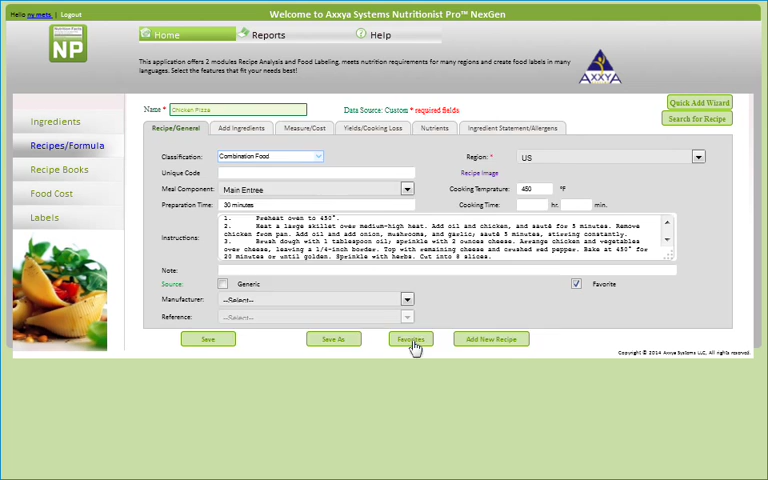 Hello ny mets | Logout
Welcome to Axxya Systems Nutritionist Pro™ NexGen
NP
Home
Reports
Help
This application offers 2 modules Recipe Analysis and Food Labeling, meets nutrition requirements for many regions and create food labels in many
languages. Select the features that fit your needs best!
AXXYA
Ingredients
Recipes/Formula
Recipe Books
Food Cost
Labels
Name * Chicken Pizza
Data Source: Custom * required fields
Quick Add Wizard
Search for Recipe
Recipe/General
Add Ingredients
Measure/Cost
Yields/Cooking Loss
Nutrients
Ingredient Statement/Allergens
Classification: Combination Food
Region: * US
Unique Code
Recipe Image
Meal Component: Main Entree
Cooking Temprature: 450 °F
Preparation Time: 30 minutes
Cooking Time: hr. min.
Instructions:
1. Preheat oven to 450°.
2. Heat a large skillet over medium-high heat. Add oil and chicken, and sauté for 5 minutes. Remove
chicken from pan. Add oil and add onion, mushrooms, and garlic; sauté 5 minutes, stirring constantly.
3. Brush dough with 1 tablespoon oil; sprinkle with 2 ounces cheese. Arrange chicken and vegetables
over cheese, leaving a 1/4-inch border. Top with remaining cheese and crushed red pepper. Bake at 450° for
20 minutes or until golden. Sprinkle with herbs. Cut into 8 slices.
Note:
Source: Generic
Favorite
Manufacturer: --Select--
Reference: --Select--
Save
Save As
Favorites
Add New Recipe
Copyright © 2014 Axxya Systems LLC. All rights reserved.